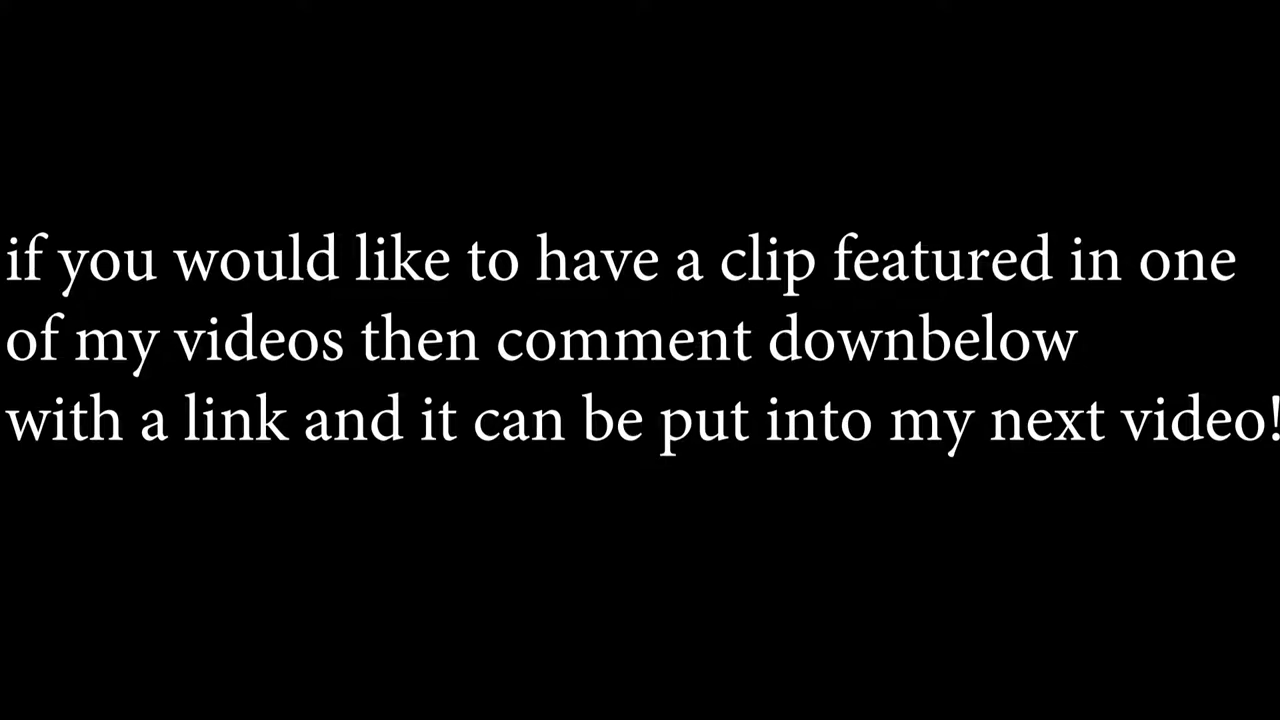 if you would like to have a clip featured in one
of my videos then comment downbelow
with a link and it can be put into my next video!